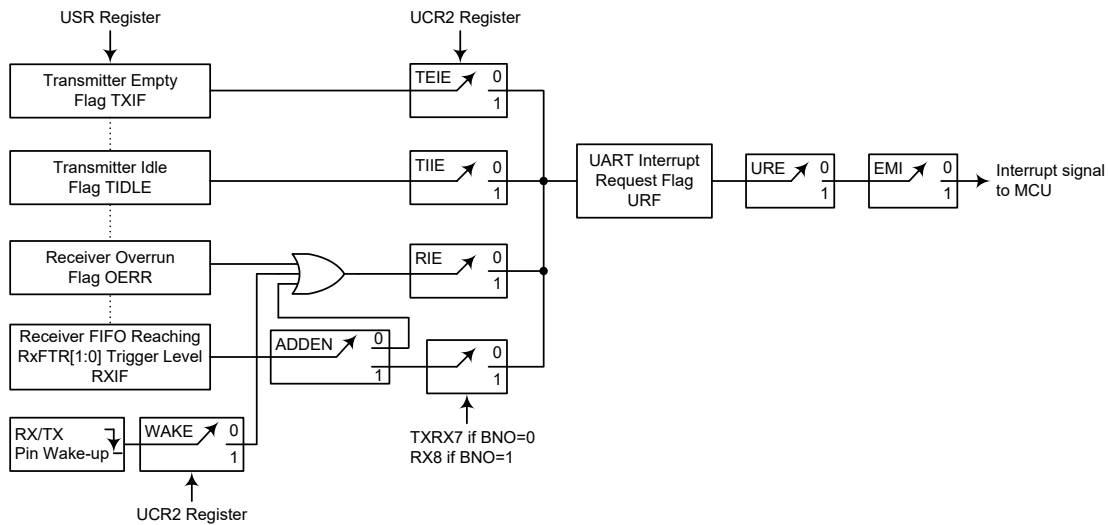 USR Register
UCR2 Register
Transmitter Empty
Flag TXIF
TEIE
0
1
Transmitter Idle
Flag TIDLE
TIIE
0
1
UART Interrupt
Request Flag
URF
URE
0
1
EMI
0
1
Interrupt signal
to MCU
Receiver Overrun
Flag OERR
RIE
0
1
Receiver FIFO Reaching
RxFTR[1:0] Trigger Level
RXIF
ADDEN
0
1
0
1
RX/TX
Pin Wake-up
WAKE
0
1
TXRX7 if BNO=0
RX8 if BNO=1
UCR2 Register